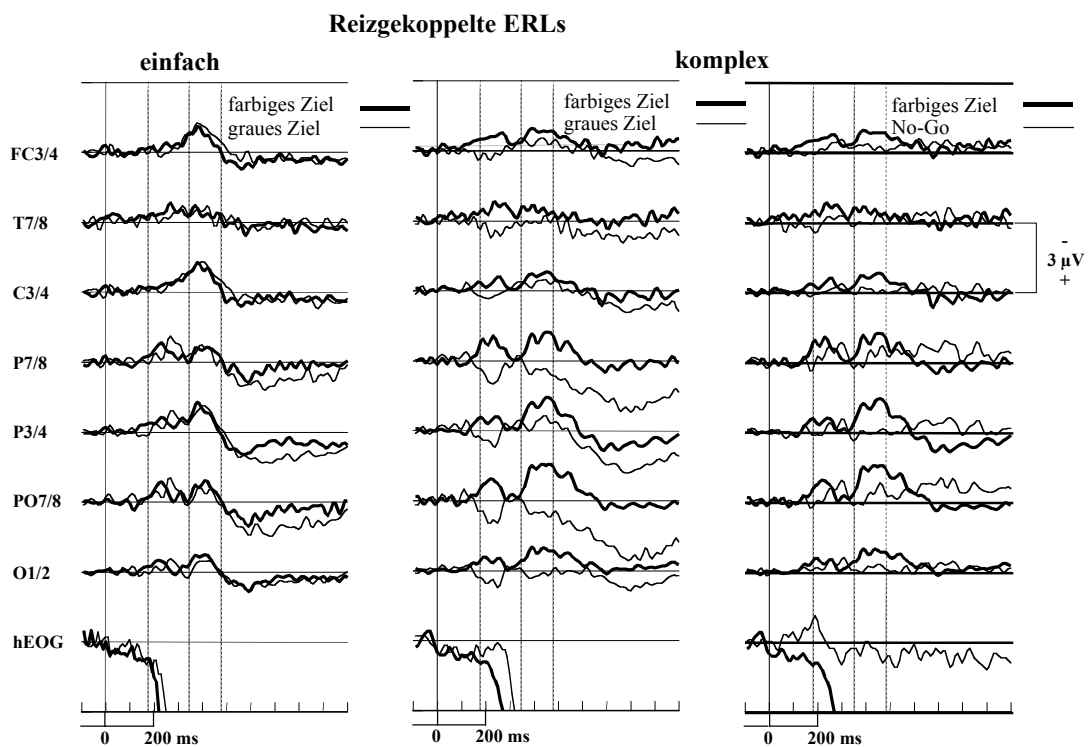 Reizgekoppelte ERLs
einfach
komplex
farbiges Ziel
graues Ziel
farbiges Ziel
graues Ziel
farbiges Ziel
No-Go
FC3/4
T7/8
C3/4
P7/8
P3/4
PO7/8
O1/2
hEOG
-
3 µV
+
0 200 ms
0 200 ms
0 200 ms